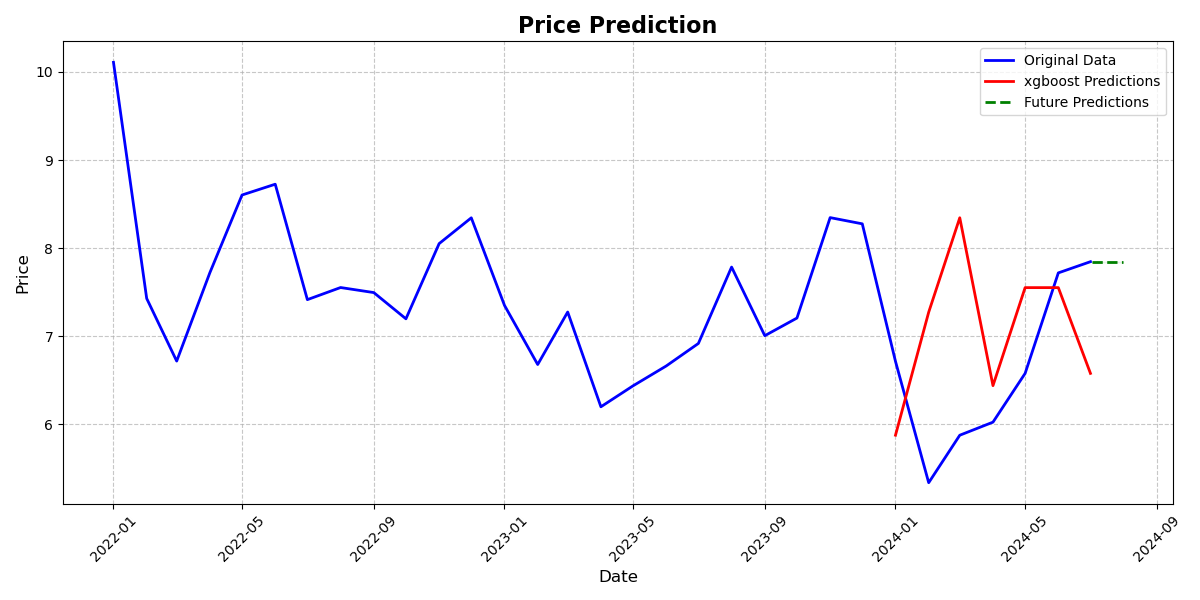 Price Prediction
Original Data
xgboost Predictions
Future Predictions
Price
10
9
8
7
6
2022-01
2022-05
2022-09
2023-01
2023-05
2023-09
2024-01
2024-05
2024-09
Date